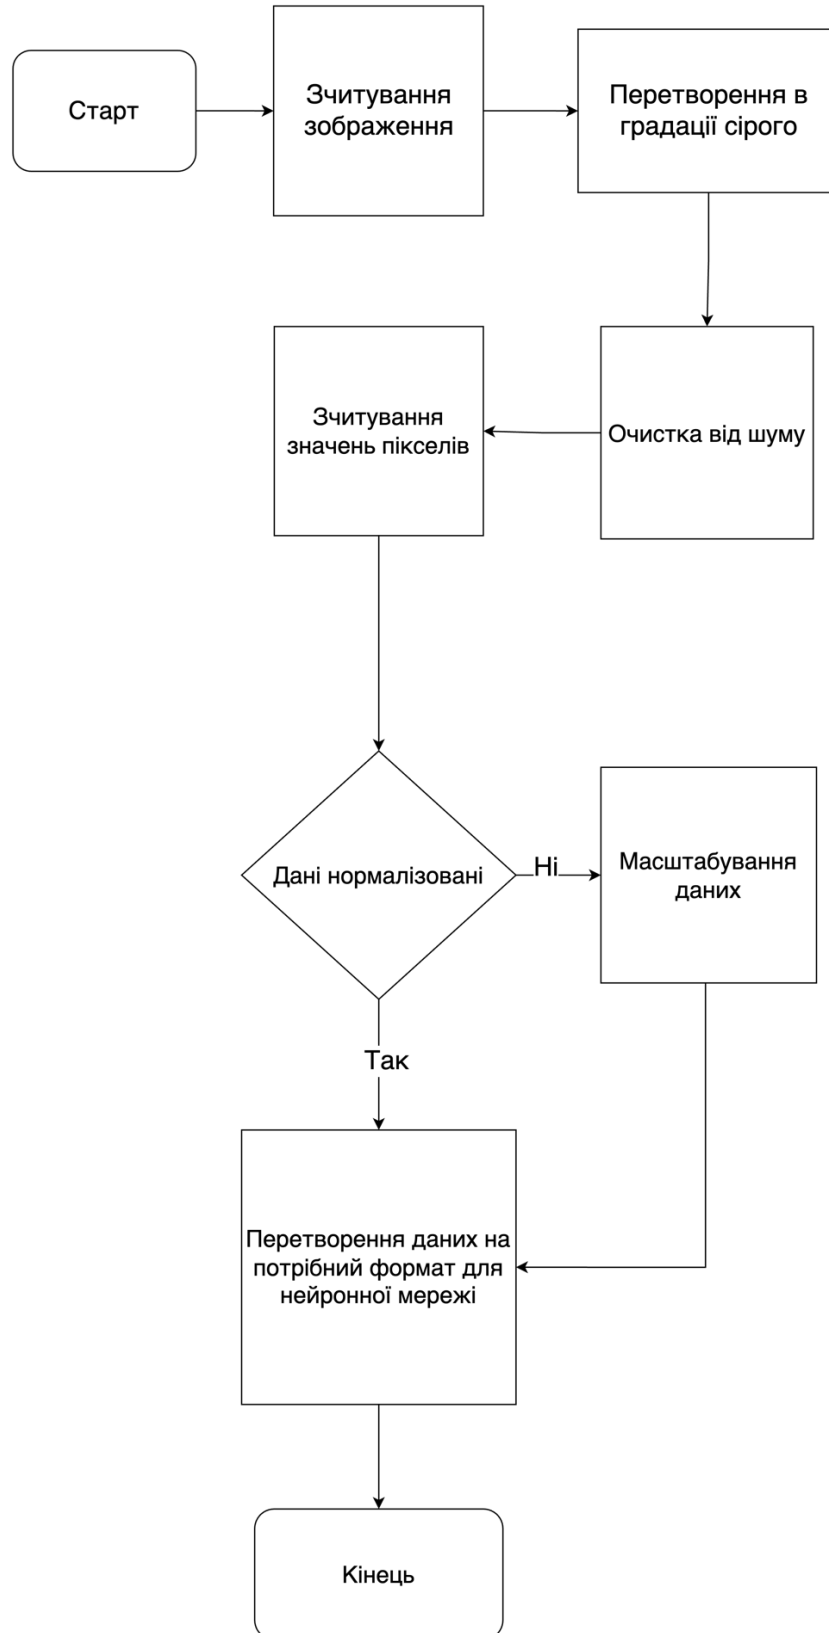 Старт
Зчитування
зображення
Перетворення в
градації сірого
Очистка від шуму
Зчитування
значень пікселів
Дані нормалізовані
Ні
Масштабування
даних
Так
Перетворення даних на
потрібний формат для
нейронної мережі
Кінець